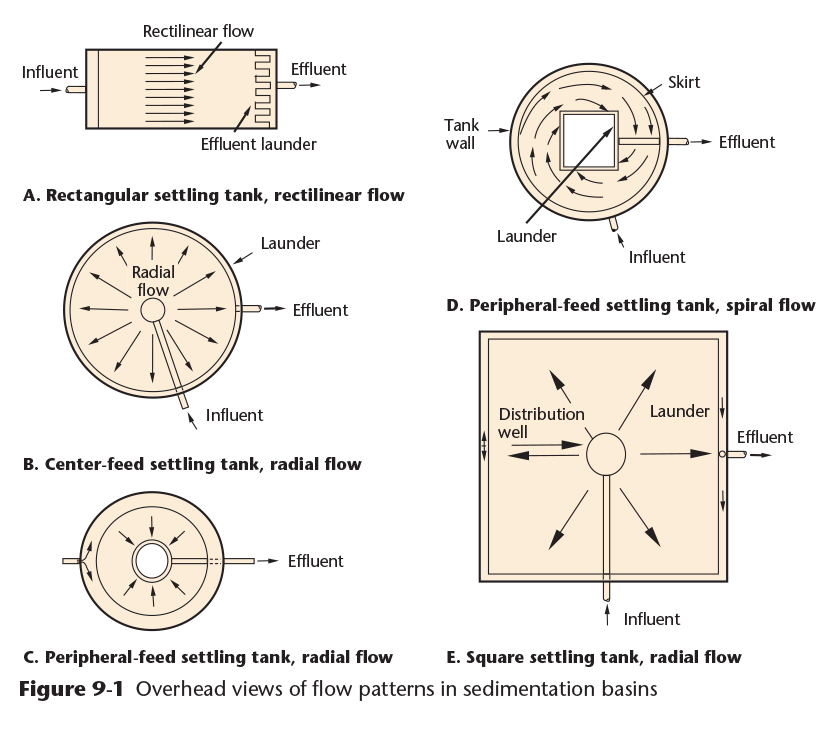 Rectilinear flow
Influent
Effluent
Effluent launder
A. Rectangular settling tank, rectilinear flow
Launder
Radial
flow
Effluent
Influent
B. Center-feed settling tank, radial flow
Effluent
C. Peripheral-feed settling tank, radial flow
Skirt
Tank
wall
Effluent
Launder
Influent
D. Peripheral-feed settling tank, spiral flow
Distribution
well
Launder
Effluent
Influent
E. Square settling tank, radial flow
Figure 9-1 Overhead views of flow patterns in sedimentation basins